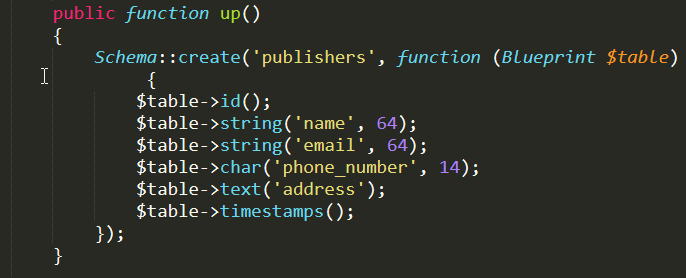 public function up()
{
Schema::create('publishers', function (Blueprint $table)
{
$table->id();
$table->string('name', 64);
$table->string('email', 64);
$table->char('phone_number', 14);
$table->text('address');
$table->timestamps();
});
}